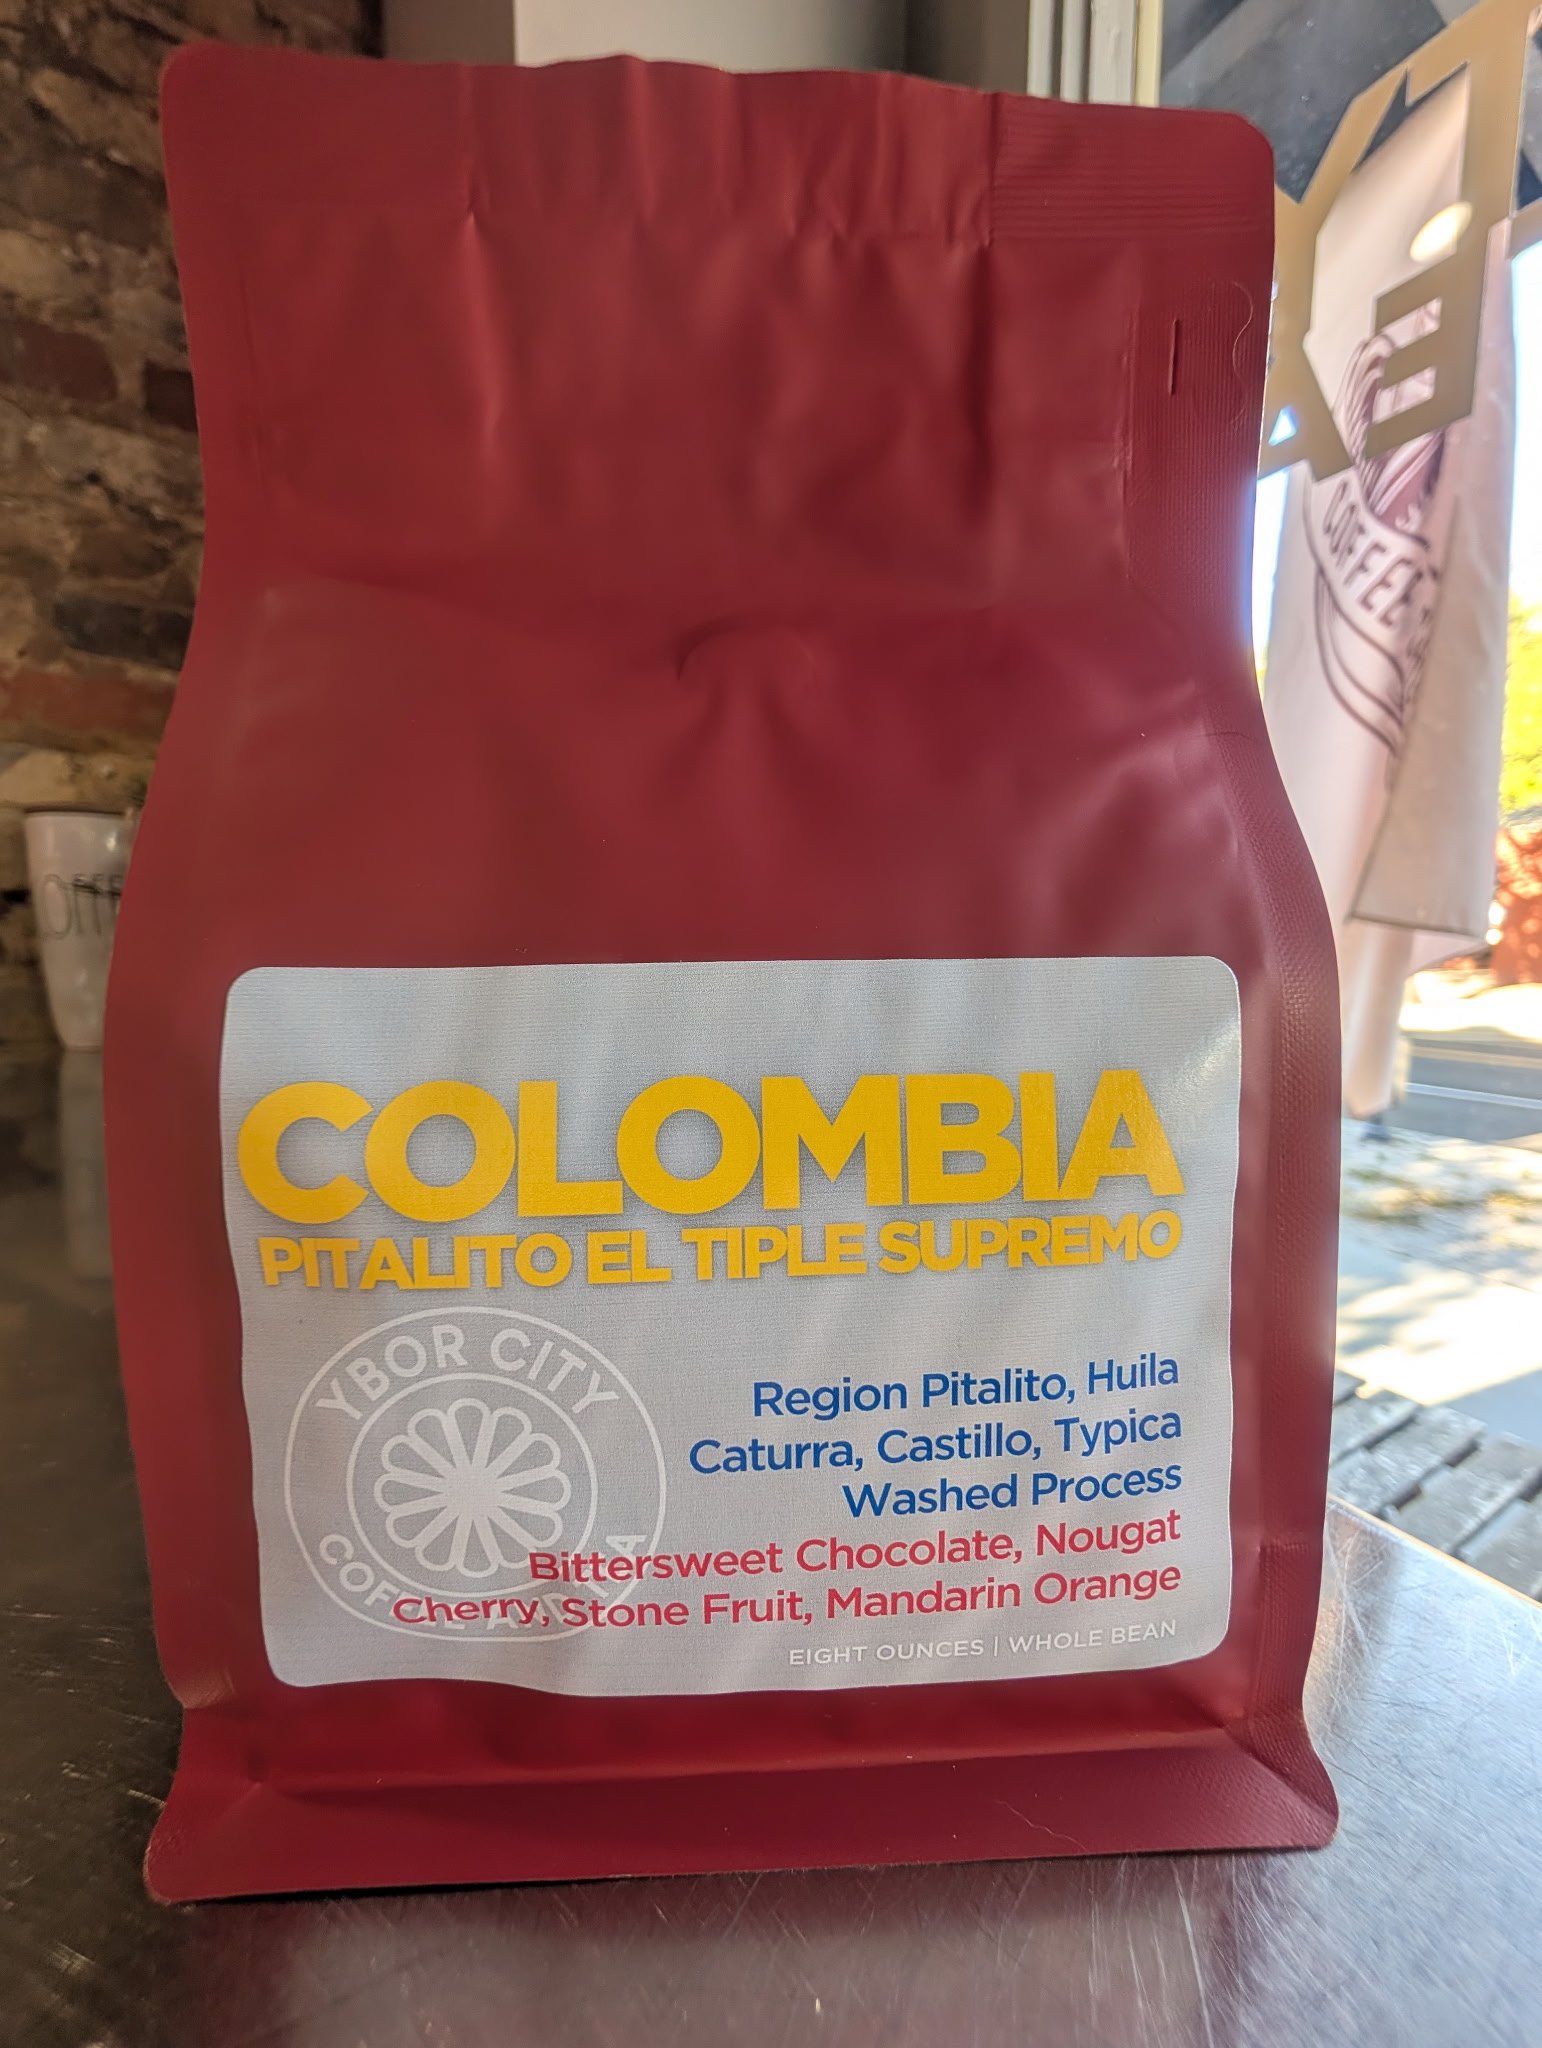 COFFEE
COLOMBIA
PITALITO EL TIPLE SUPREMO
YBOR CITY
Region Pitalito, Huila
Caturra, Castillo, Typica
Washed Process
Bittersweet Chocolate, Nougat
Cherry, Stone Fruit, Mandarin Orange
EIGHT OUNCES | WHOLE BEAN